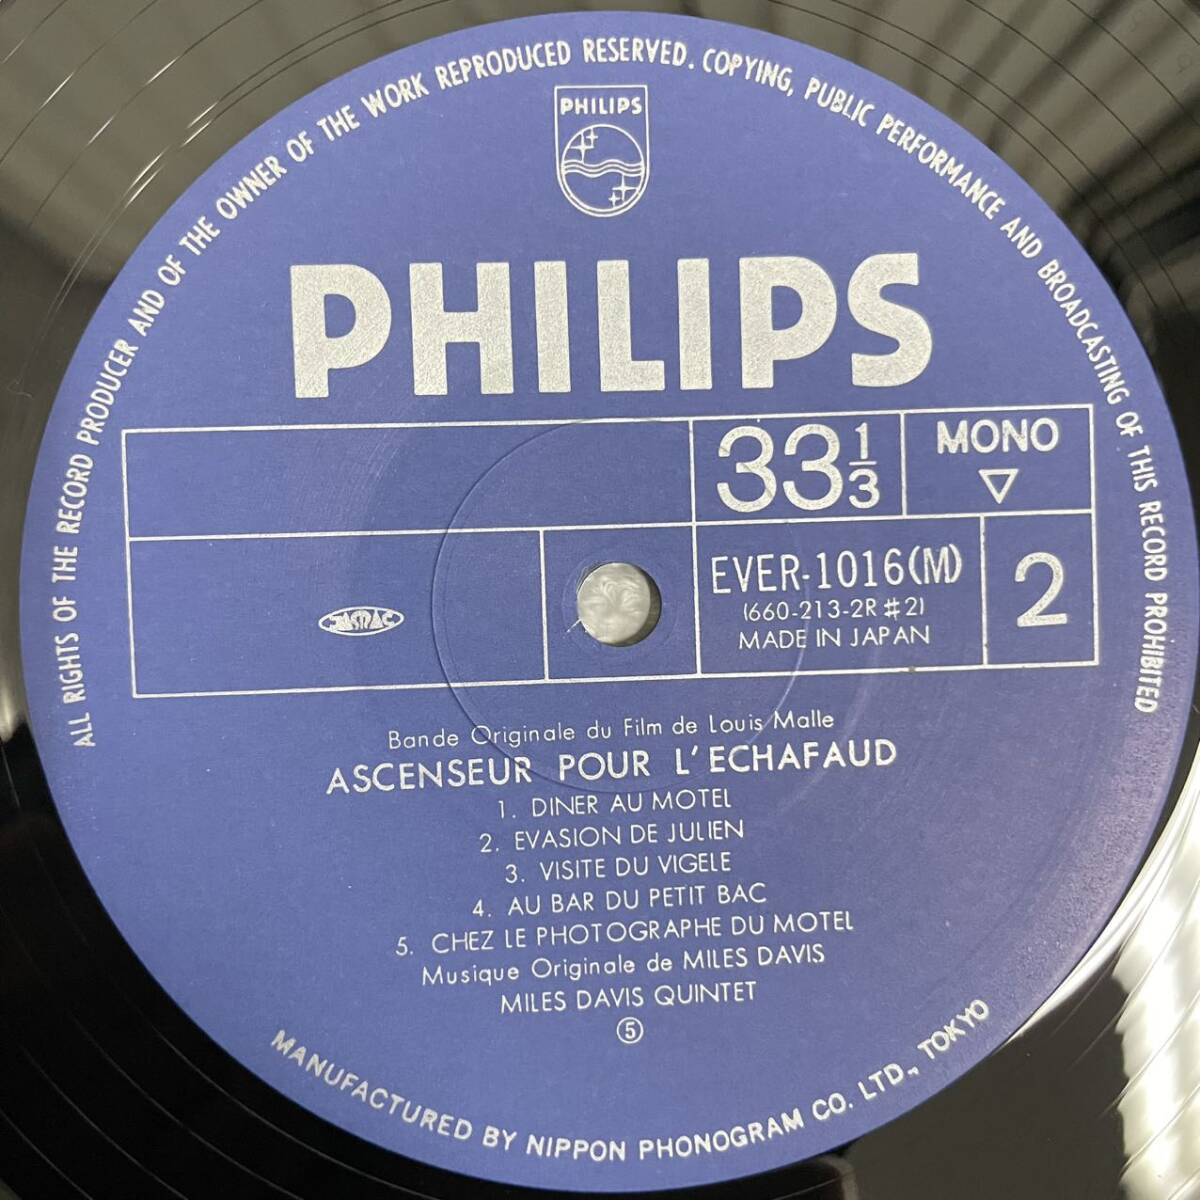 ALL RIGHTS OF THE RECORD PRODUCER AND OF THE OWNER OF THE WORK REPRODUCED RESERVED. COPYING, PUBLIC PERFORMANCE AND BROADCASTING OF THIS RECORD PROHIBITED
PHILIPS
PHILIPS
33 1/3
MONO
▽
EVER-1016(M)
(660-213-2R #2)
MADE IN JAPAN
2
JASRAC
Bande Originale du Film de Louis Malle
ASCENSEUR POUR L'ECHAFAUD
1. DINER AU MOTEL
2. EVASION DE JULIEN
3. VISITE DU VIGELE
4. AU BAR DU PETIT BAC
5. CHEZ LE PHOTOGRAPHE DU MOTEL
Musique Originale de MILES DAVIS
MILES DAVIS QUINTET
⑤
MANUFACTURED BY NIPPON PHONOGRAM CO. LTD., TOKYO